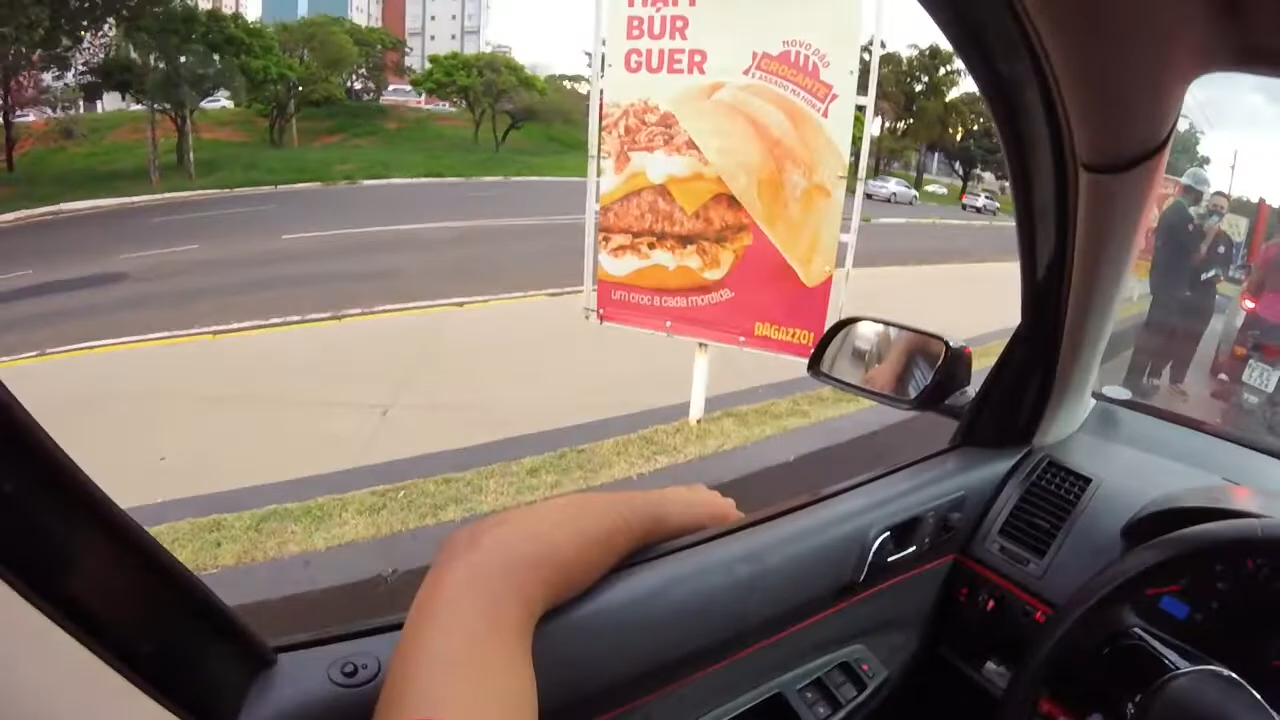 BÚR
GUER
NOVO PÃO
CROCANTE
E ASSADO NA HORA
um croc a cada mordida.
RAGAZZO!